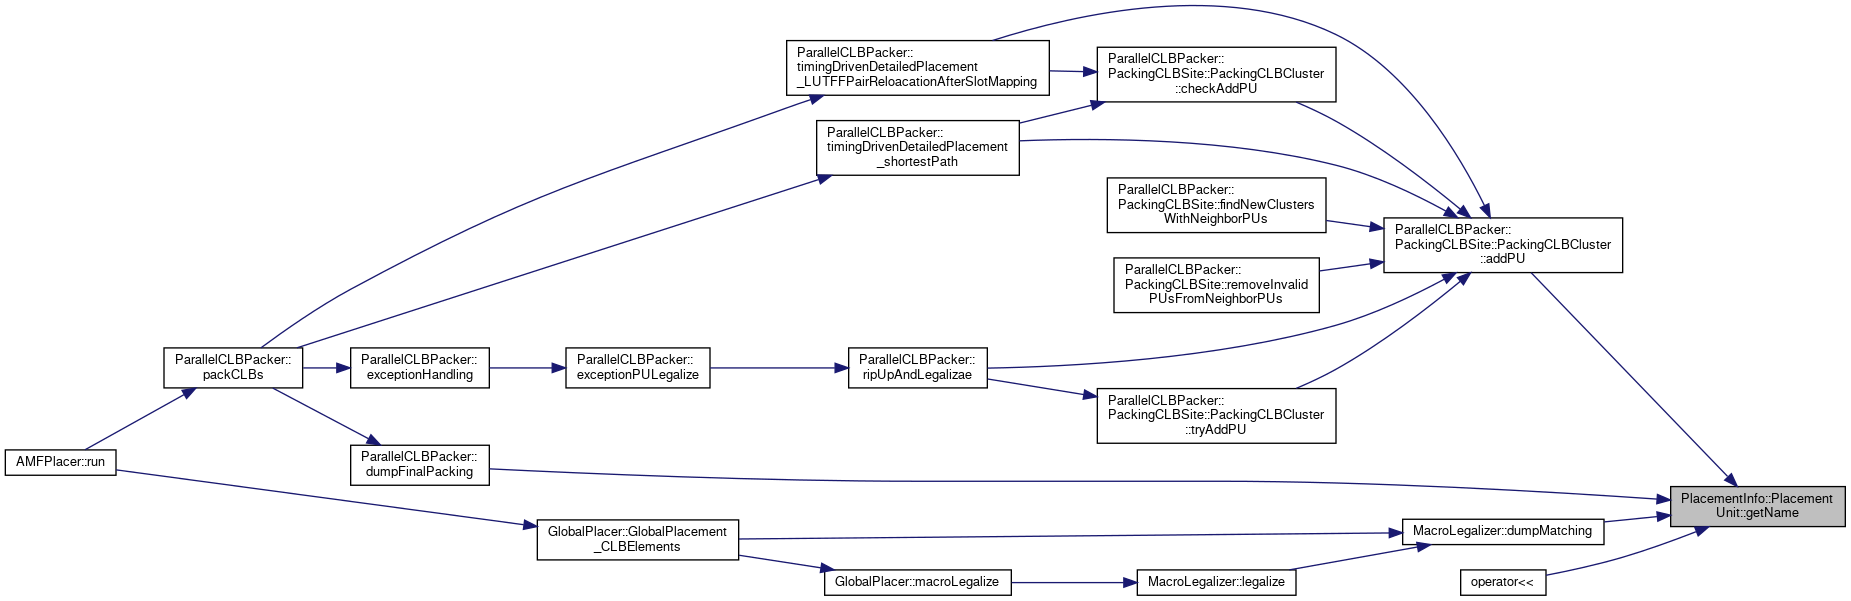 ParallelCLBPacker::
timingDrivenDetailedPlacement
_LUTFFPairReloacationAfterSlotMapping
ParallelCLBPacker::
PackingCLBSite::PackingCLBCluster
::checkAddPU
ParallelCLBPacker::
timingDrivenDetailedPlacement
_shortestPath
ParallelCLBPacker::
PackingCLBSite::findNewClusters
WithNeighborPUs
ParallelCLBPacker::
PackingCLBSite::PackingCLBCluster
::addPU
ParallelCLBPacker::
PackingCLBSite::removeInvalid
PUsFromNeighborPUs
ParallelCLBPacker::
packCLBs
ParallelCLBPacker::
exceptionHandling
ParallelCLBPacker::
exceptionPULegalize
ParallelCLBPacker::
ripUpAndLegalizae
ParallelCLBPacker::
PackingCLBSite::PackingCLBCluster
::tryAddPU
AMFPlacer::run
ParallelCLBPacker::
dumpFinalPacking
PlacementInfo::Placement
Unit::getName
GlobalPlacer::GlobalPlacement
_CLBElements
MacroLegalizer::dumpMatching
GlobalPlacer::macroLegalize
MacroLegalizer::legalize
operator<<